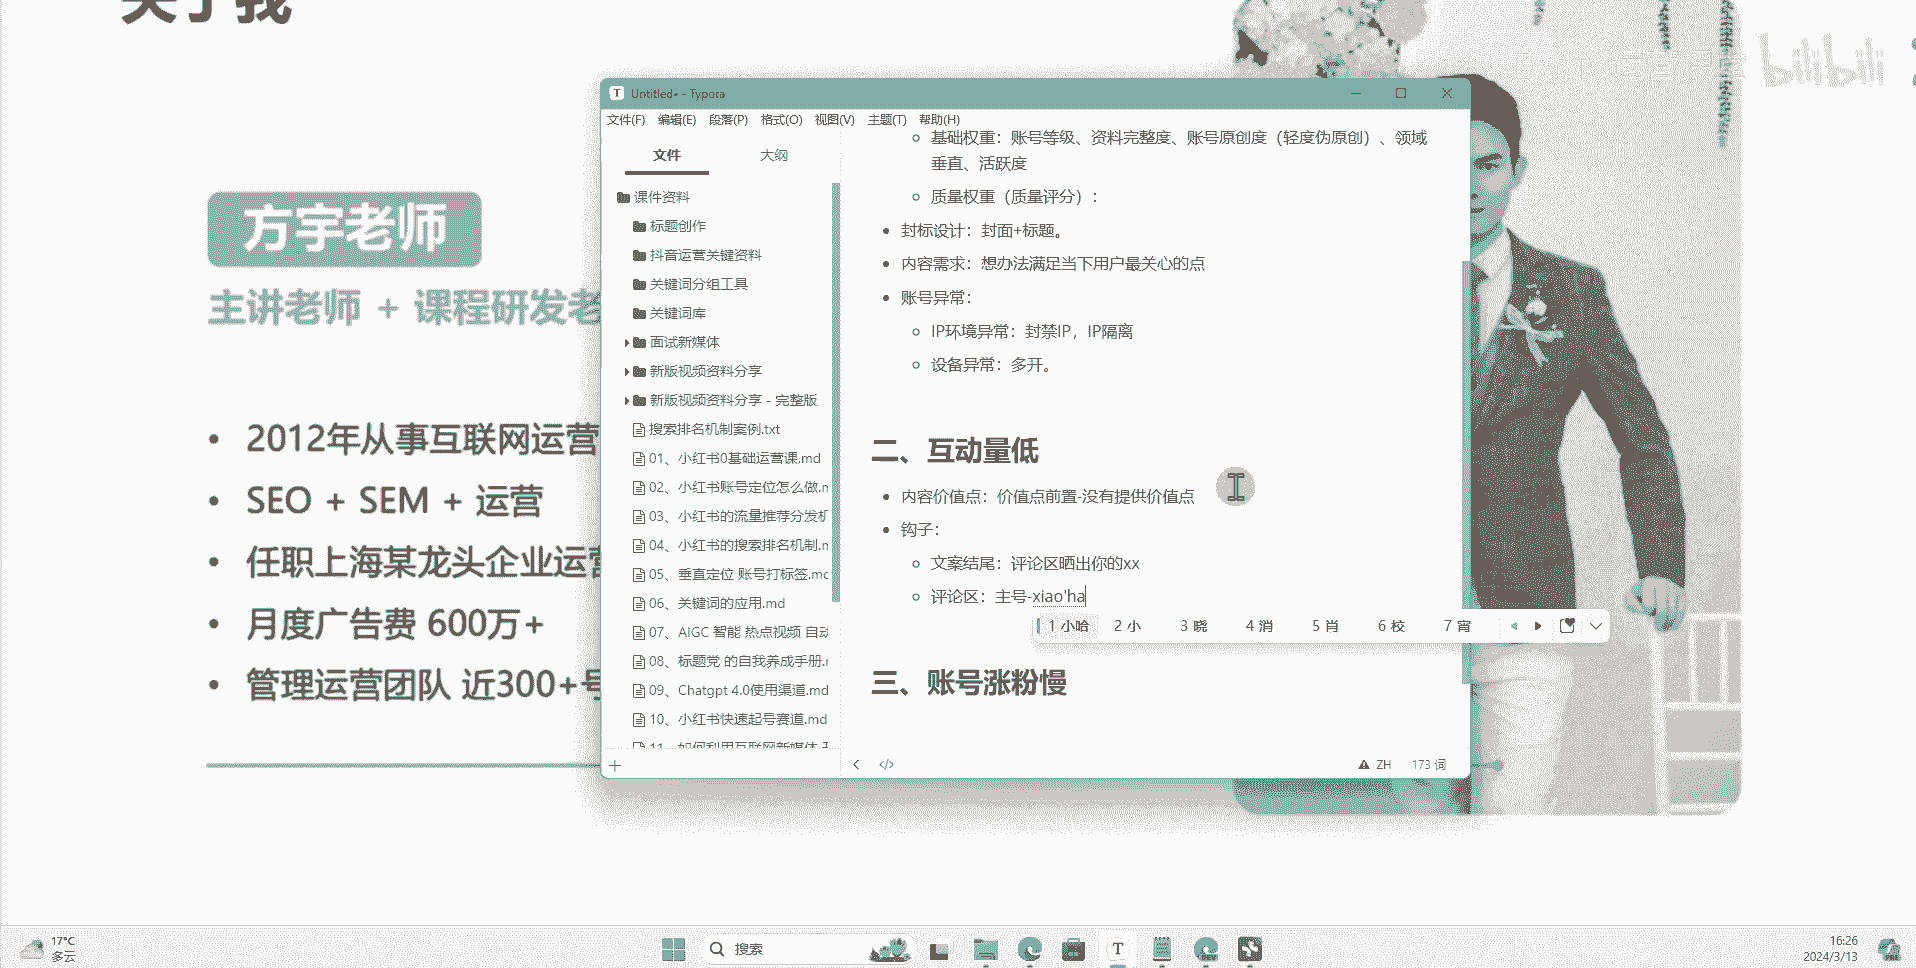 关于我
bilibili
方宇老师
主讲老师 + 课程研发老
• 2012年从事互联网运营
• SEO + SEM + 运营
• 任职上海某龙头企业运营
• 月度广告费 600万+
• 管理运营团队 近300+号
Untitled• - Typora
文件(F) 编辑(E) 段落(P) 格式(O) 视图(V) 主题(T) 帮助(H)
文件 大纲
课件资料
标题创作
抖音运营关键资料
关键词分组工具
关键词库
面试新媒体
新版视频资料分享
新版视频资料分享 - 完整版
搜索排名机制案例.txt
01、小红书0基础运营课.md
02、小红书账号定位怎么做.m
03、小红书的流量推荐分发机
04、小红书的搜索排名机制.m
05、垂直定位 账号打标签.md
06、关键词的应用.md
07、AIGC 智能 热点视频 自动
08、标题党 的自我养成手册.r
09、Chatgpt 4.0使用渠道.md
10、小红书快速起号赛道.md
11、如何利用互联网新媒体
基础权重：账号等级、资料完整度、账号原创度（轻度伪原创）、领域
垂直、活跃度
质量权重（质量评分）：
封标设计：封面+标题。
内容需求：想办法满足当下用户最关心的点
账号异常：
IP环境异常：封禁IP，IP隔离
设备异常：多开。
二、互动量低
内容价值点：价值点前置-没有提供价值点
钩子：
文案结尾：评论区晒出你的xx
评论区：主号-xiao'ha
1 小哈 2 小 3 晓 4 消 5 肖 6 校 7 宵
三、账号涨粉慢
ZH 173 词
17°C
多云
搜索
T
DEV
16:26
2024/3/13
PRE